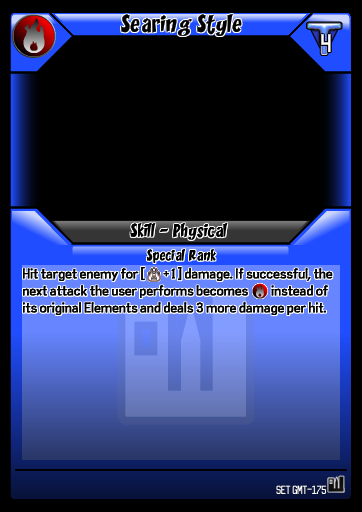 Searing Style
4
Skill - Physical
Special Rank
Hit target enemy for [ +1] damage. If successful, the
next attack the user performs becomes instead of
its original Elements and deals 3 more damage per hit.
SET GMT-175